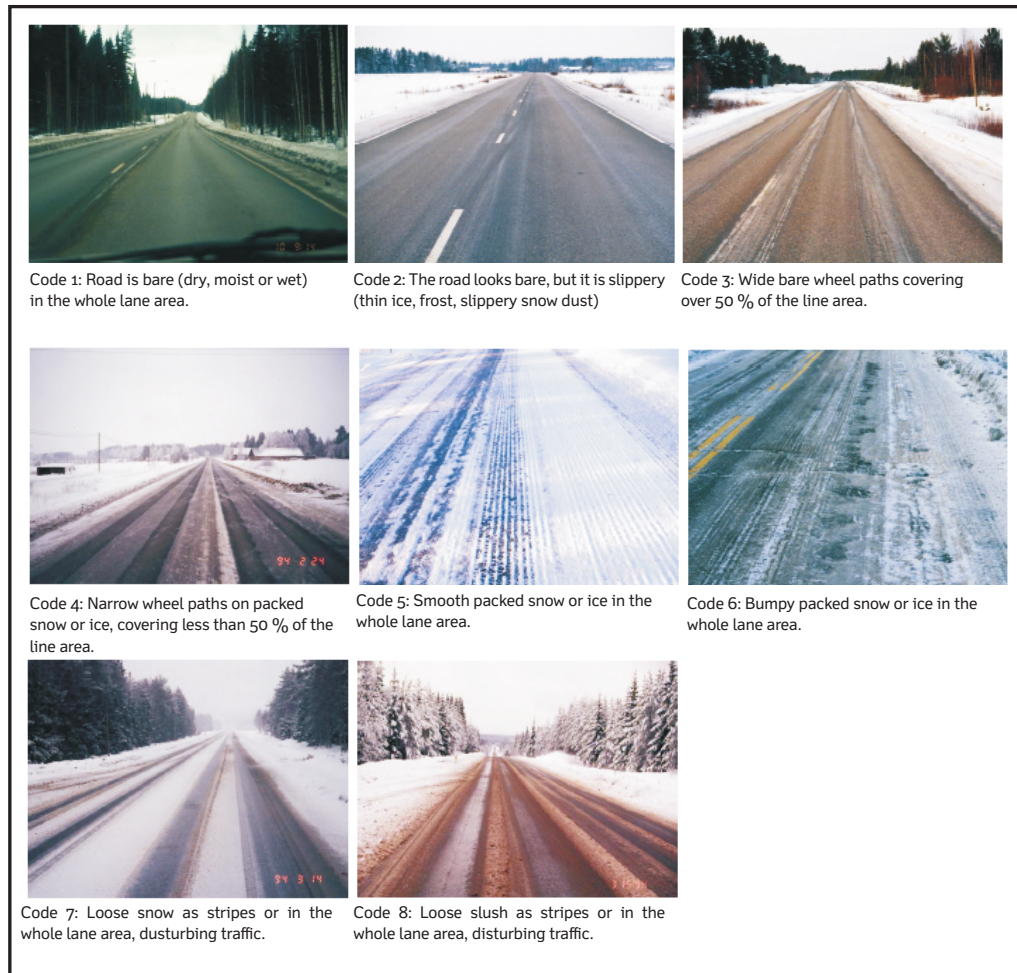 10 9 14
Code 1: Road is bare (dry, moist or wet)
in the whole lane area.
Code 2: The road looks bare, but it is slippery
(thin ice, frost, slippery snow dust)
Code 3: Wide bare wheel paths covering
over 50 % of the line area.
94 2 24
Code 4: Narrow wheel paths on packed
snow or ice, covering less than 50 % of the
line area.
Code 5: Smooth packed snow or ice in the
whole lane area.
Code 6: Bumpy packed snow or ice in the
whole lane area.
94 3 14
Code 7: Loose snow as stripes or in the
whole lane area, dusturbing traffic.
Code 8: Loose slush as stripes or in the
whole lane area, disturbing traffic.